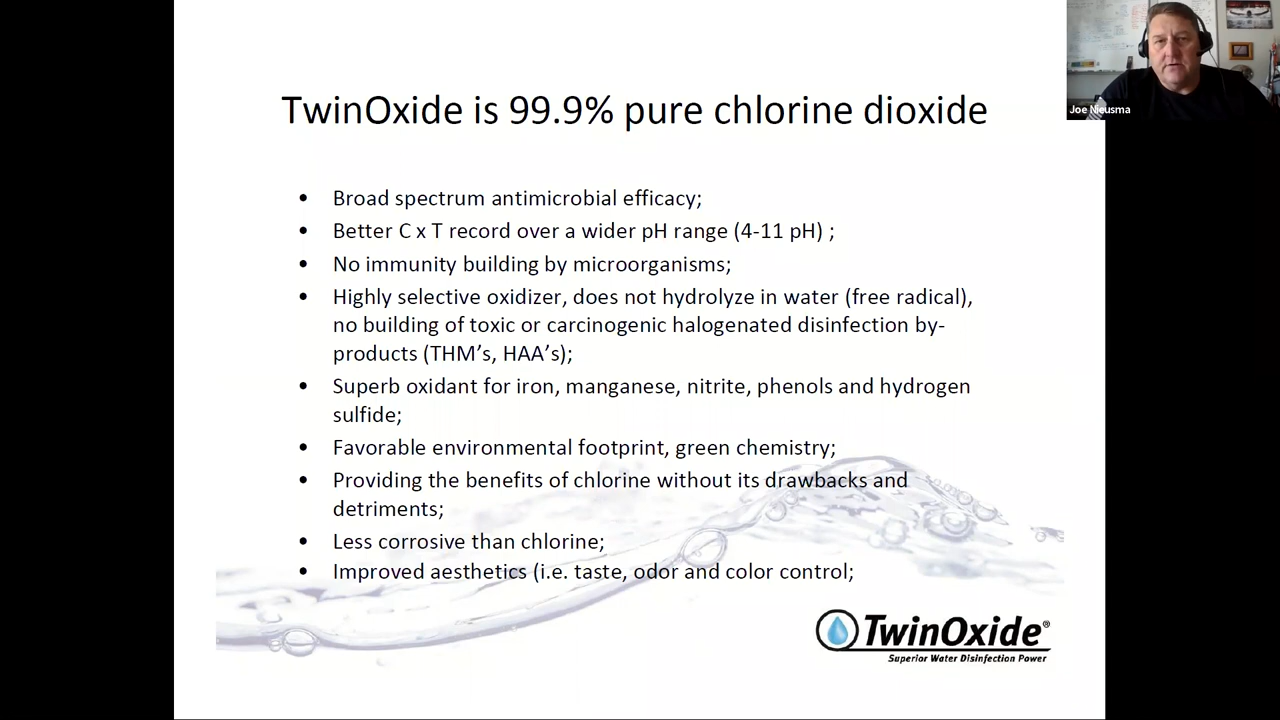 TwinOxide is 99.9% pure chlorine dioxide
Joe Nieusma
• Broad spectrum antimicrobial efficacy;
• Better C x T record over a wider pH range (4-11 pH) ;
• No immunity building by microorganisms;
• Highly selective oxidizer, does not hydrolyze in water (free radical),
no building of toxic or carcinogenic halogenated disinfection by-
products (THM’s, HAA’s);
• Superb oxidant for iron, manganese, nitrite, phenols and hydrogen
sulfide;
• Favorable environmental footprint, green chemistry;
• Providing the benefits of chlorine without its drawbacks and
detriments;
• Less corrosive than chlorine;
• Improved aesthetics (i.e. taste, odor and color control;
TwinOxide®
Superior Water Disinfection Power